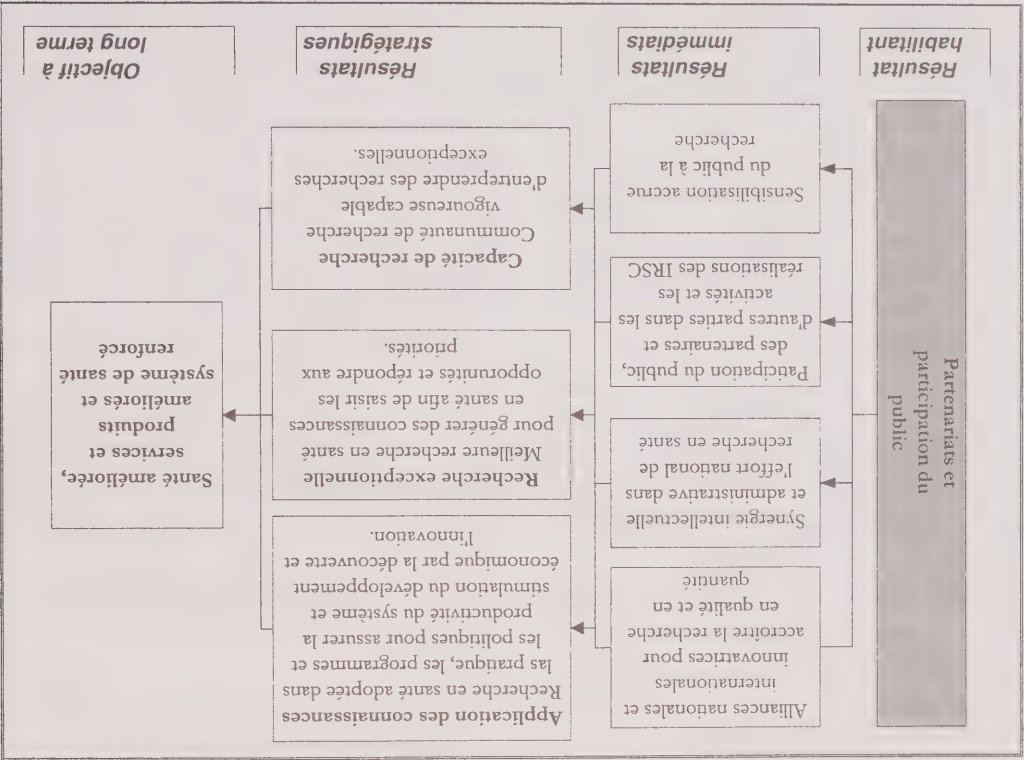 Partenariats et
participation du
public
Alliances nationales et
internationales
innovatrices pour
accroître la recherche
en qualité et en
quantité
Synergie intellectuelle
et administrative dans
l'effort national de
recherche en santé
Paticipation du public,
des partenaires et
d'autres parties dans les
activités et les
réalisations des IRSC
Sensibilisation accrue
du public à la
recherche
Application des connaissances
Recherche en santé adoptée dans
las pratique, les programmes et
les politiques pour assurer la
productivité du système et
stimulation du développement
économique par la découverte et
l'innovation.
Recherche exceptionnelle
Meilleure recherche en santé
pour générer des connaissances
en santé afin de saisir les
opportunités et répondre aux
priorités.
Capacité de recherche
Communauté de recherche
vigoureuse capable
d'entreprendre des recherches
exceptionnelles.
Santé améliorée,
services et
produits
améliorés et
système de santé
renforcé
Résultat
habilitant
Résultats
immédiats
Résultats
stratégiques
Objectif à
long terme